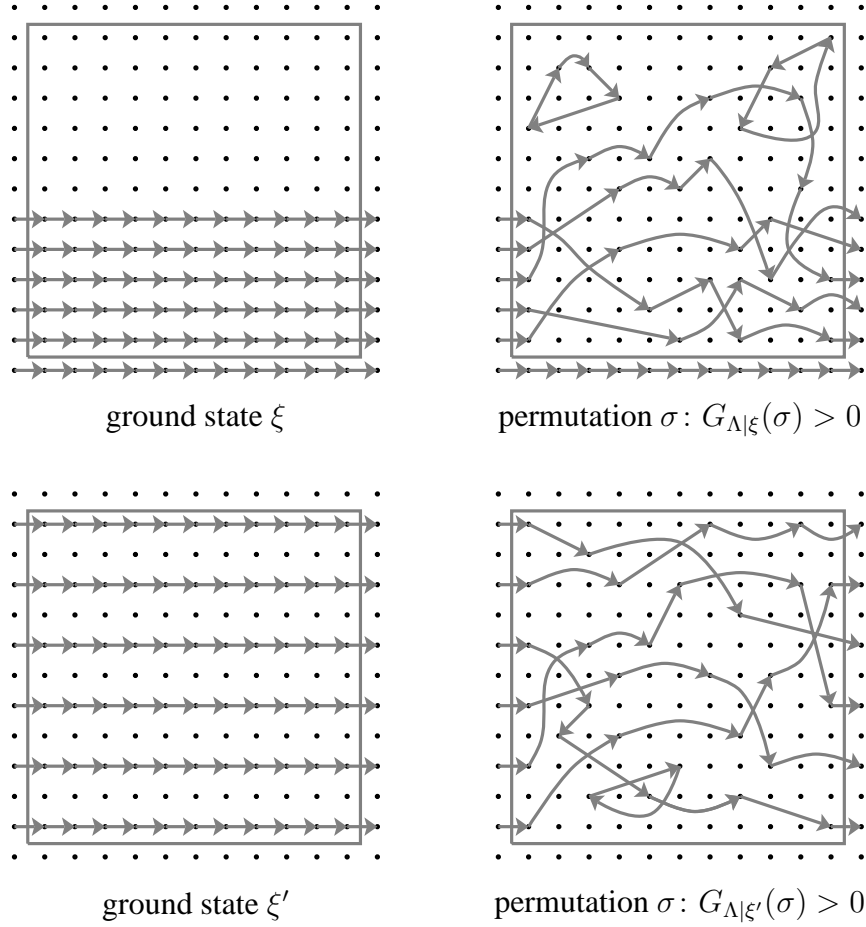 ground state ξ
permutation σ: G_{Λ|ξ}(σ) > 0
ground state ξ′
permutation σ: G_{Λ|ξ′}(σ) > 0